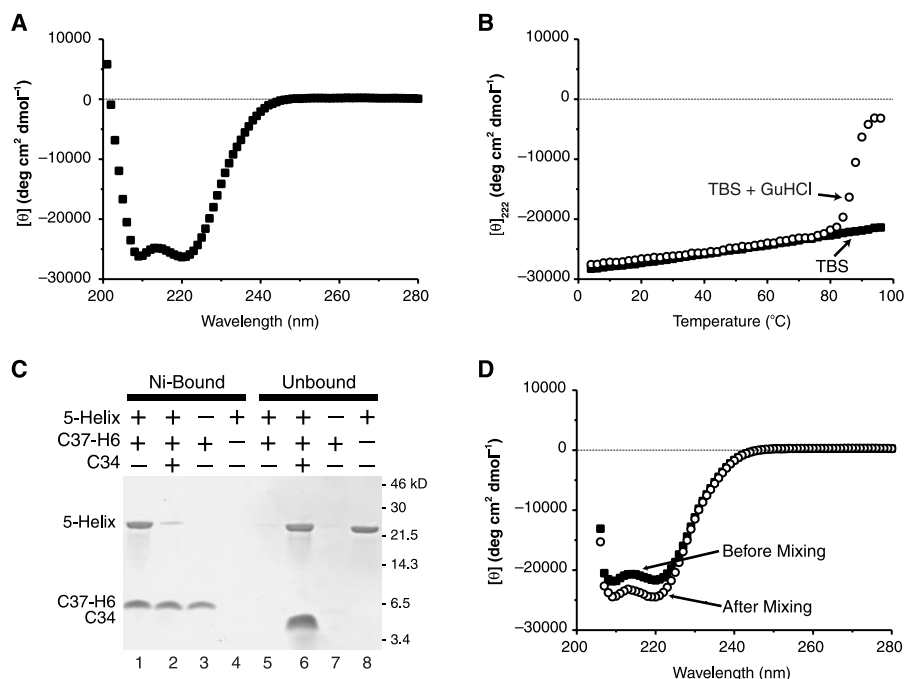 A
[θ] (deg cm² dmol⁻¹)
10000
0
−10000
−20000
−30000
200 220 240 260 280
Wavelength (nm)
B
[θ]₂₂₂ (deg cm² dmol⁻¹)
10000
0
−10000
−20000
−30000
TBS + GuHCl
TBS
0 20 40 60 80 100
Temperature (°C)
C
Ni-Bound Unbound
5-Helix + + − − + + − +
C37-H6 + + + − + + + −
C34 − + − − − + − −
46 kD
30
21.5
14.3
6.5
3.4
5-Helix
C37-H6
C34
1 2 3 4 5 6 7 8
D
[θ] (deg cm² dmol⁻¹)
10000
0
−10000
−20000
−30000
Before Mixing
After Mixing
200 220 240 260 280
Wavelength (nm)